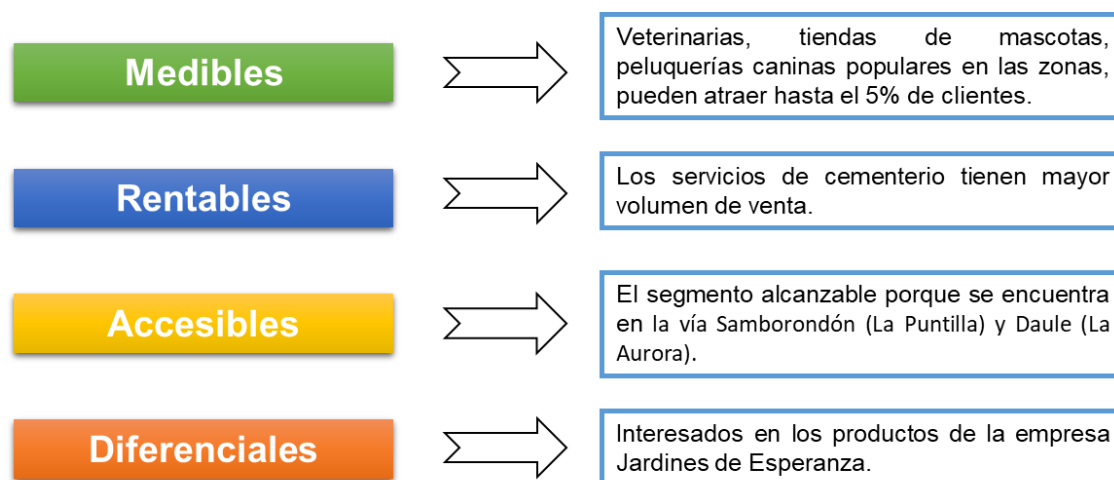 Medibles
Veterinarias, tiendas de mascotas,
peluquerías caninas populares en las zonas,
pueden atraer hasta el 5% de clientes.
Rentables
Los servicios de cementerio tienen mayor
volumen de venta.
Accesibles
El segmento alcanzable porque se encuentra
en la vía Samborondón (La Puntilla) y Daule (La
Aurora).
Diferenciales
Interesados en los productos de la empresa
Jardines de Esperanza.